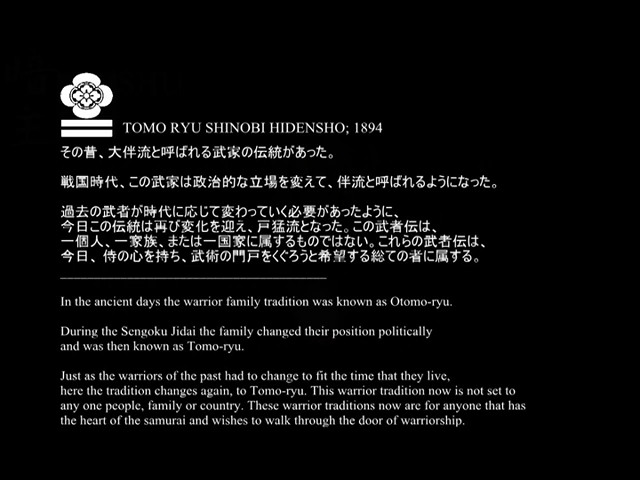 TOMO RYU SHINOBI HIDENSHO; 1894
その昔、大伴流と呼ばれる武家の伝統があった。
戦国時代、この武家は政治的な立場を変えて、伴流と呼ばれるようになった。
過去の武者が時代に応じて変わっていく必要があったように、
今日この伝統は再び変化を迎え、戸猛流となった。この武者伝は、
一個人、一家族、または一国家に属するものではない。これらの武者伝は、
今日、侍の心を持ち、武術の門戸をくぐろうと希望する総ての者に属する。
In the ancient days the warrior family tradition was known as Otomo-ryu.
During the Sengoku Jidai the family changed their position politically
and was then known as Tomo-ryu.
Just as the warriors of the past had to change to fit the time that they live,
here the tradition changes again, to Tomo-ryu. This warrior tradition now is not set to
any one people, family or country. These warrior traditions now are for anyone that has
the heart of the samurai and wishes to walk through the door of warriorship.